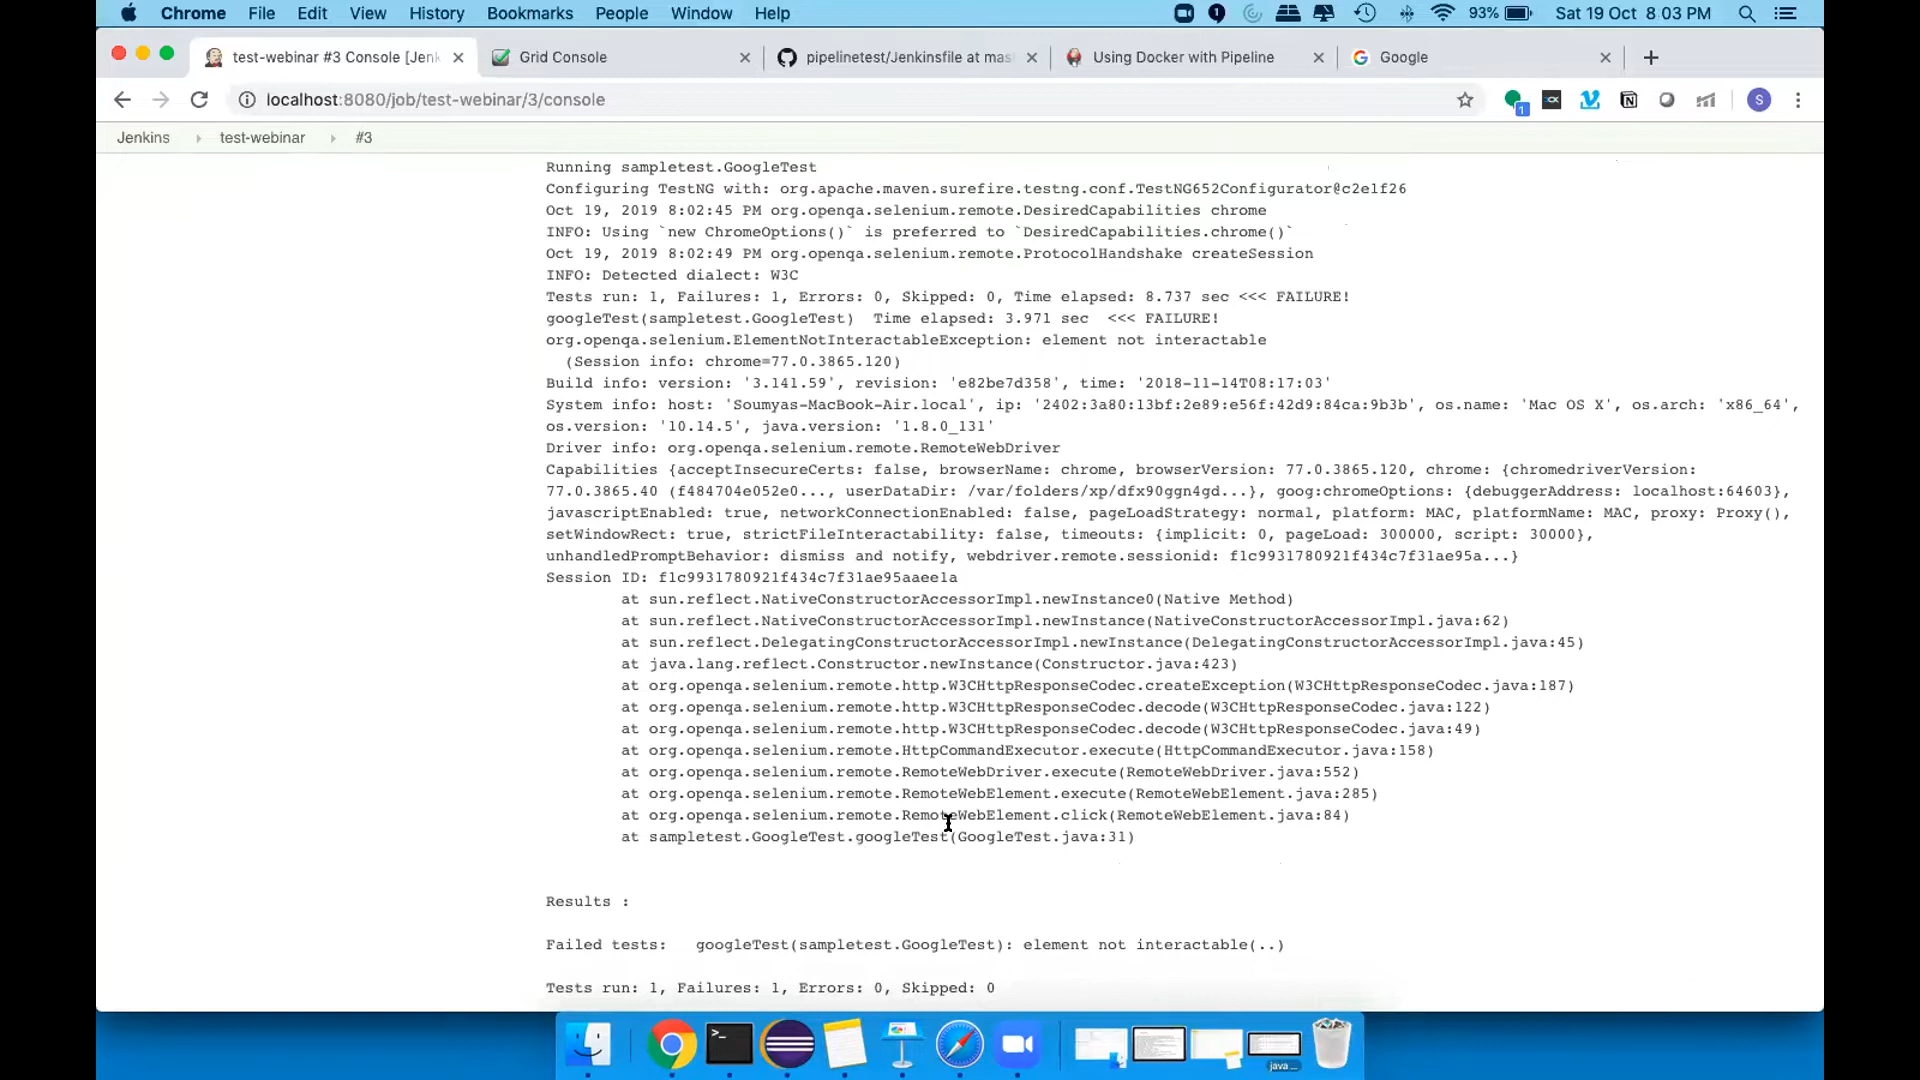 Chrome File Edit View History Bookmarks People Window Help 93% Sat 19 Oct 8:03 PM
test-webinar #3 Console [Jenk Grid Console pipelinetest/Jenkinsfile at mas Using Docker with Pipeline Google
localhost:8080/job/test-webinar/3/console 1 S
Jenkins test-webinar #3
Running sampletest.GoogleTest
Configuring TestNG with: org.apache.maven.surefire.testng.conf.TestNG652Configurator@c2e1f26
Oct 19, 2019 8:02:45 PM org.openqa.selenium.remote.DesiredCapabilities chrome
INFO: Using `new ChromeOptions()` is preferred to `DesiredCapabilities.chrome()`
Oct 19, 2019 8:02:49 PM org.openqa.selenium.remote.ProtocolHandshake createSession
INFO: Detected dialect: W3C
Tests run: 1, Failures: 1, Errors: 0, Skipped: 0, Time elapsed: 8.737 sec <<< FAILURE!
googleTest(sampletest.GoogleTest)  Time elapsed: 3.971 sec  <<< FAILURE!
org.openqa.selenium.ElementNotInteractableException: element not interactable
(Session info: chrome=77.0.3865.120)
Build info: version: '3.141.59', revision: 'e82be7d358', time: '2018-11-14T08:17:03'
System info: host: 'Soumyas-MacBook-Air.local', ip: '2402:3a80:13bf:2e89:e56f:42d9:84ca:9b3b', os.name: 'Mac OS X', os.arch: 'x86_64',
os.version: '10.14.5', java.version: '1.8.0_131'
Driver info: org.openqa.selenium.remote.RemoteWebDriver
Capabilities {acceptInsecureCerts: false, browserName: chrome, browserVersion: 77.0.3865.120, chrome: {chromedriverVersion:
77.0.3865.40 (f484704e052e0..., userDataDir: /var/folders/xp/dfx90ggn4gd...}, goog:chromeOptions: {debuggerAddress: localhost:64603},
javascriptEnabled: true, networkConnectionEnabled: false, pageLoadStrategy: normal, platform: MAC, platformName: MAC, proxy: Proxy(),
setWindowRect: true, strictFileInteractability: false, timeouts: {implicit: 0, pageLoad: 300000, script: 30000},
unhandledPromptBehavior: dismiss and notify, webdriver.remote.sessionid: f1c9931780921f434c7f31ae95a...}
Session ID: f1c9931780921f434c7f31ae95aaee1a
at sun.reflect.NativeConstructorAccessorImpl.newInstance0(Native Method)
at sun.reflect.NativeConstructorAccessorImpl.newInstance(NativeConstructorAccessorImpl.java:62)
at sun.reflect.DelegatingConstructorAccessorImpl.newInstance(DelegatingConstructorAccessorImpl.java:45)
at java.lang.reflect.Constructor.newInstance(Constructor.java:423)
at org.openqa.selenium.remote.http.W3CHttpResponseCodec.createException(W3CHttpResponseCodec.java:187)
at org.openqa.selenium.remote.http.W3CHttpResponseCodec.decode(W3CHttpResponseCodec.java:122)
at org.openqa.selenium.remote.http.W3CHttpResponseCodec.decode(W3CHttpResponseCodec.java:49)
at org.openqa.selenium.remote.HttpCommandExecutor.execute(HttpCommandExecutor.java:158)
at org.openqa.selenium.remote.RemoteWebDriver.execute(RemoteWebDriver.java:552)
at org.openqa.selenium.remote.RemoteWebElement.execute(RemoteWebElement.java:285)
at org.openqa.selenium.remote.RemoteWebElement.click(RemoteWebElement.java:84)
at sampletest.GoogleTest.googleTest(GoogleTest.java:31)
Results :
Failed tests:   googleTest(sampletest.GoogleTest): element not interactable(..)
Tests run: 1, Failures: 1, Errors: 0, Skipped: 0
java ...